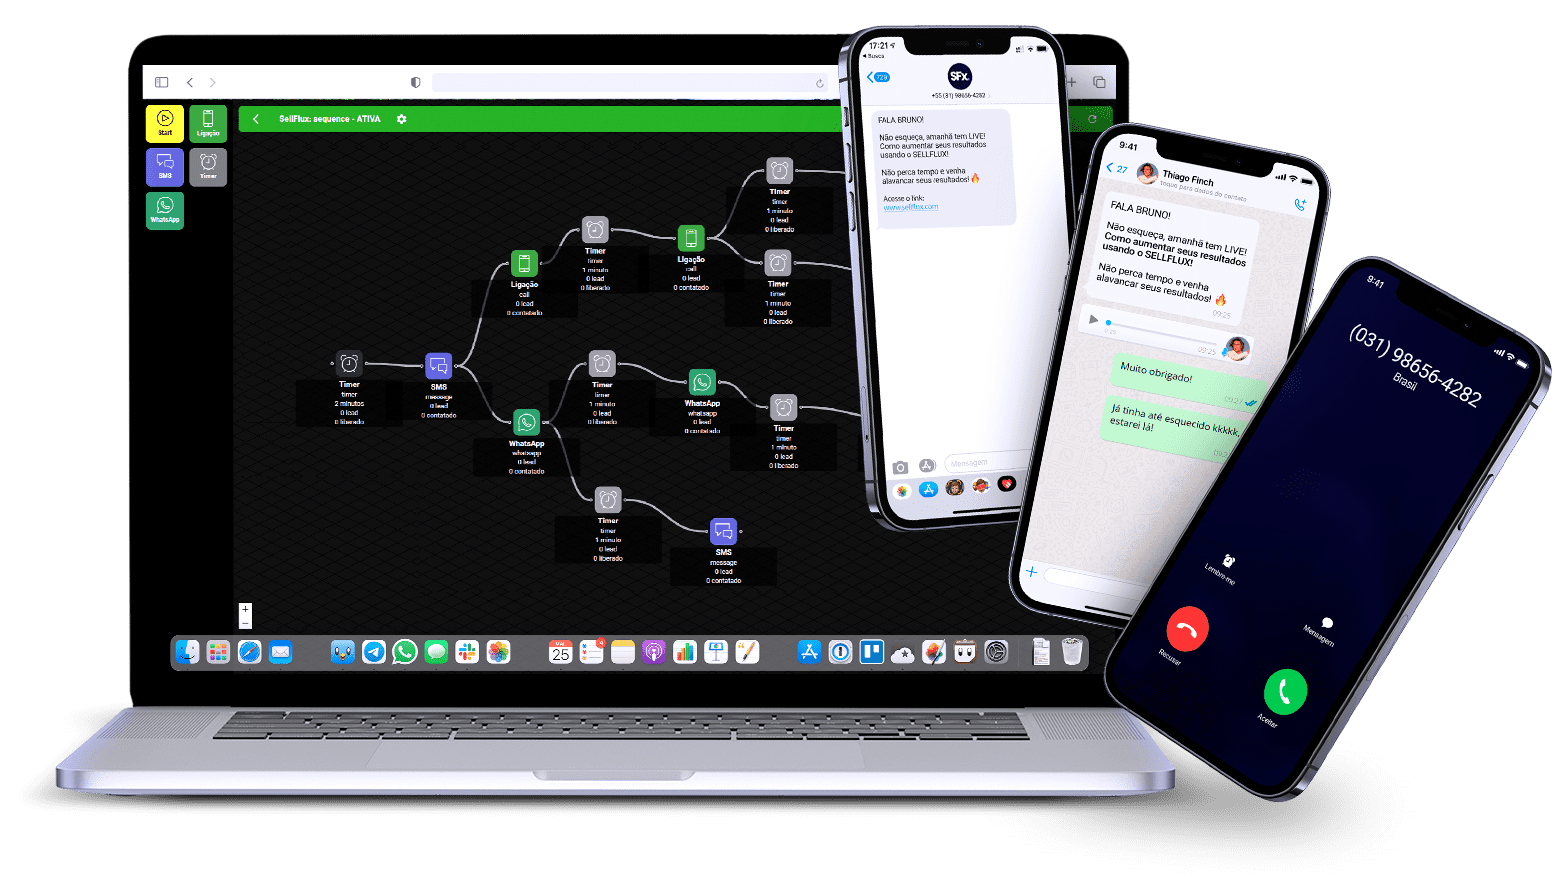 Start
Ligação
SMS
Timer
WhatsApp
SellFlux: sequence - ATIVA
Timer
timer
2 minutos
0 lead
0 liberado
SMS
message
0 lead
0 contatado
Ligação
call
0 lead
0 contatado
Timer
timer
1 minuto
0 lead
0 liberado
Ligação
call
0 lead
0 contatado
Timer
timer
1 minuto
0 lead
0 liberado
Timer
timer
1 minuto
0 lead
0 liberado
WhatsApp
whatsapp
0 lead
0 contatado
Timer
timer
1 minuto
0 lead
0 liberado
WhatsApp
whatsapp
0 lead
0 contatado
Timer
timer
1 minuto
0 lead
0 liberado
Timer
timer
1 minuto
0 lead
0 liberado
SMS
message
0 lead
0 contatado
+
−
25
17:21
Busca
729
SFx.
+55 (31) 98656-4282
FALA BRUNO!
Não esqueça, amanhã tem LIVE!
Como aumentar seus resultados
usando o SELLFLUX!
Não perca tempo e venha
alavancar seus resultados! 🔥
Acesse o link:
www.sellflux.com
Mensagem
9:41
27
Thiago Finch
toque para dados do contato
FALA BRUNO!
Não esqueça, amanhã tem LIVE!
Como aumentar seus resultados
usando o SELLFLUX!
Não perca tempo e venha
alavancar seus resultados! 🔥
09:25
09:25
Muito obrigado!
09:27
Já tinha até esquecido kkkkk,
estarei lá!
9:41
(031) 98656-4282
Brasil
Lembre-me
Mensagem
Recusar
Aceitar